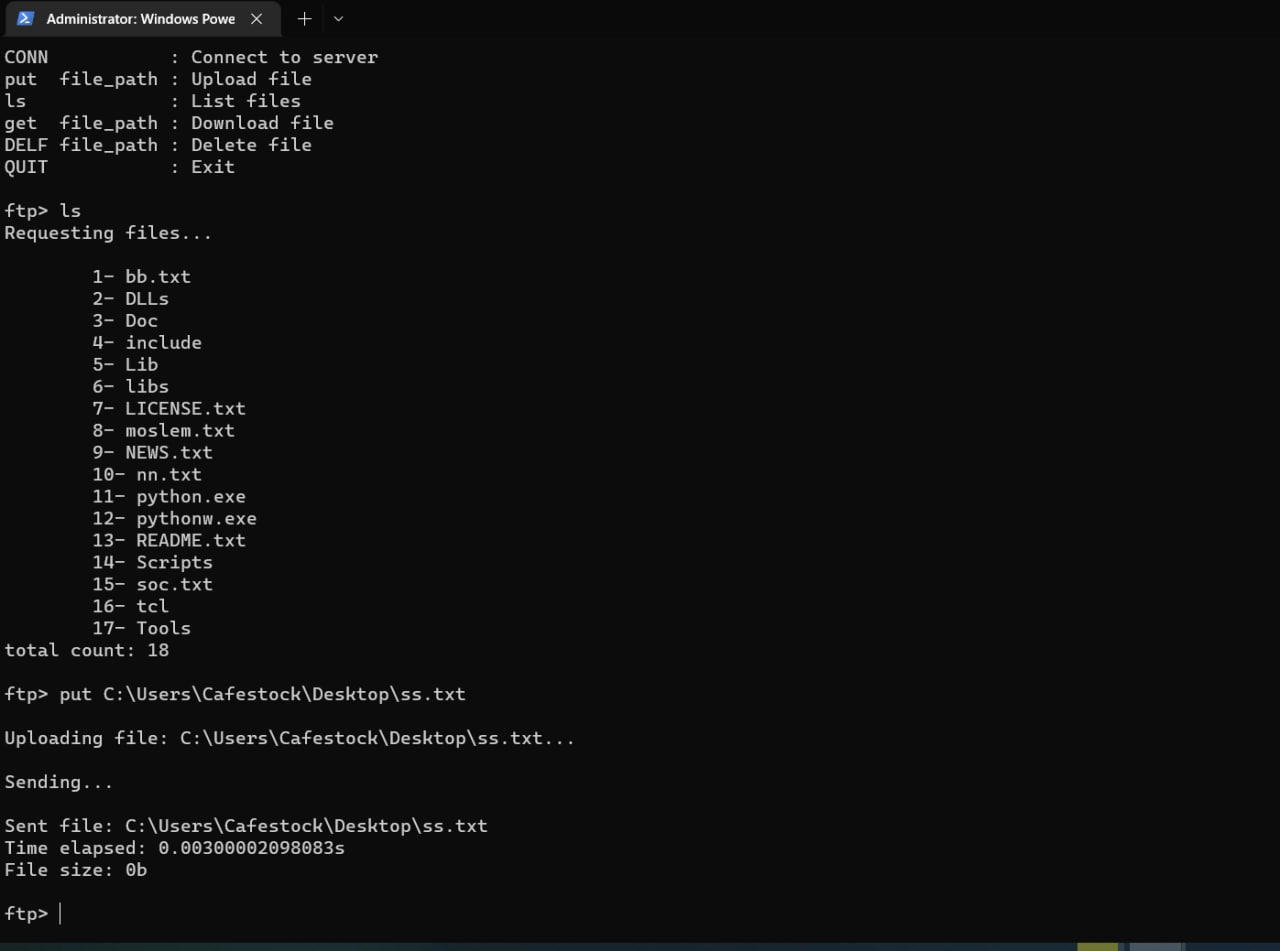 Administrator: Windows Powe
CONN           : Connect to server
put  file_path : Upload file
ls             : List files
get  file_path : Download file
DELF file_path : Delete file
QUIT           : Exit
ftp> ls
Requesting files...
1- bb.txt
2- DLLs
3- Doc
4- include
5- Lib
6- libs
7- LICENSE.txt
8- moslem.txt
9- NEWS.txt
10- nn.txt
11- python.exe
12- pythonw.exe
13- README.txt
14- Scripts
15- soc.txt
16- tcl
17- Tools
total count: 18
ftp> put C:\Users\Cafestock\Desktop\ss.txt
Uploading file: C:\Users\Cafestock\Desktop\ss.txt...
Sending...
Sent file: C:\Users\Cafestock\Desktop\ss.txt
Time elapsed: 0.00300002098083s
File size: 0b
ftp>